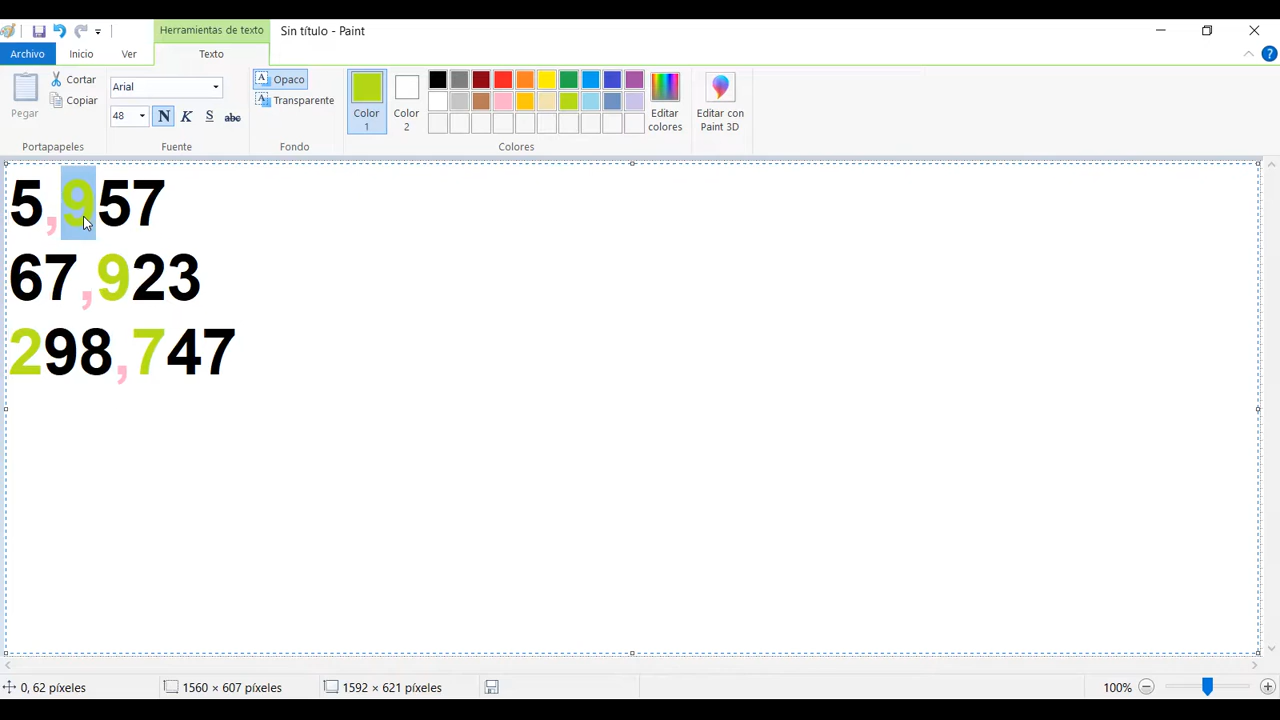 Herramientas de texto
Sin título - Paint
Archivo
Inicio
Ver
Texto
Pegar
Cortar
Copiar
Portapapeles
Arial
48
N K S abc
Fuente
A Opaco
A Transparente
Fondo
Color 1
Color 2
Editar colores
Colores
Editar con Paint 3D
?
5,957
67,923
298,747
0, 62 píxeles
1560 × 607 píxeles
1592 × 621 píxeles
100%